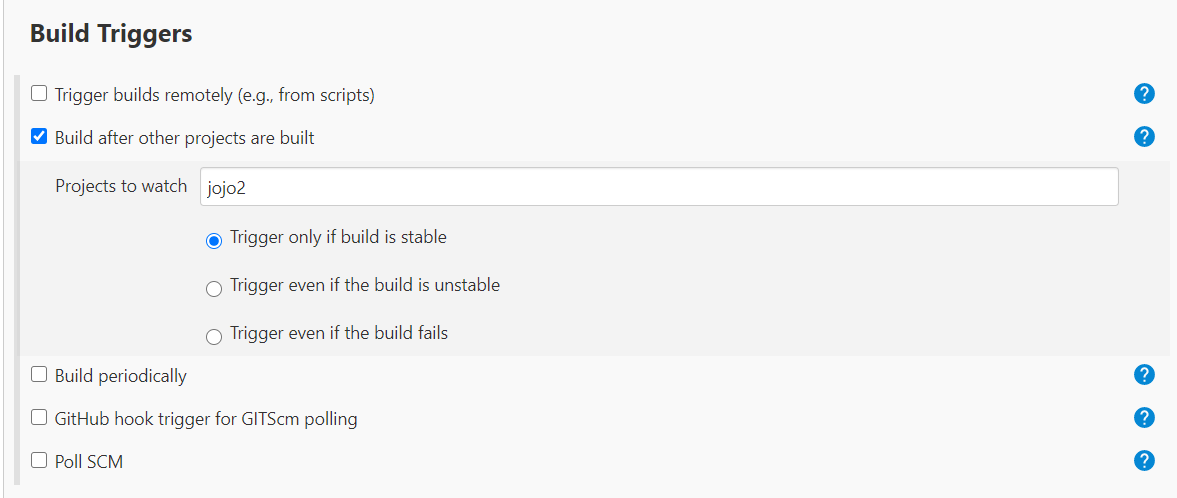 Build Triggers
Trigger builds remotely (e.g., from scripts)
?
Build after other projects are built
?
Projects to watch
jojo2
Trigger only if build is stable
Trigger even if the build is unstable
Trigger even if the build fails
Build periodically
?
GitHub hook trigger for GITScm polling
?
Poll SCM
?